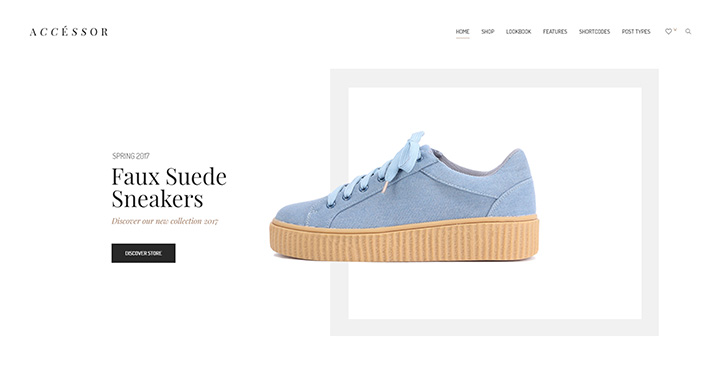 ACCÉSSOR
HOME SHOP LOOKBOOK FEATURES SHORTCODES POST TYPES
SPRING 2017
Faux Suede
Sneakers
Discover our new collection 2017
DISCOVER STORE